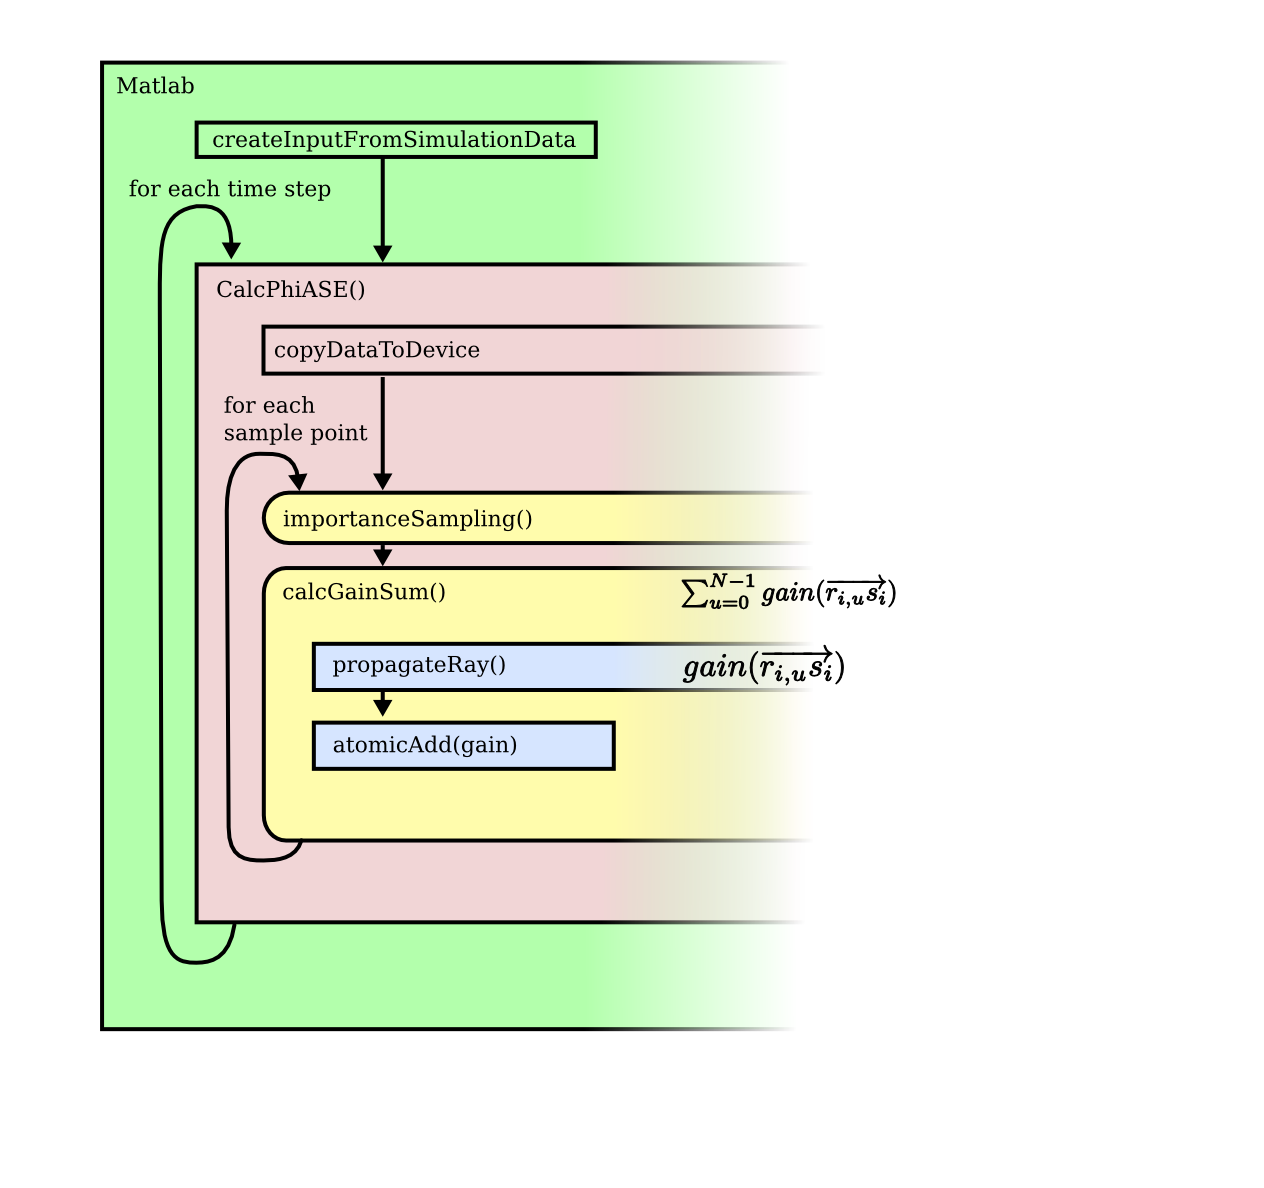 Matlab
createInputFromSimulationData
for each time step
CalcPhiASE()
copyDataToDevice
for each
sample point
importanceSampling()
calcGainSum() $\sum_{u=0}^{N-1} gain(\overrightarrow{r_{i,u}s_i})$
propagateRay() $gain(\overrightarrow{r_{i,u}s_i})$
atomicAdd(gain)